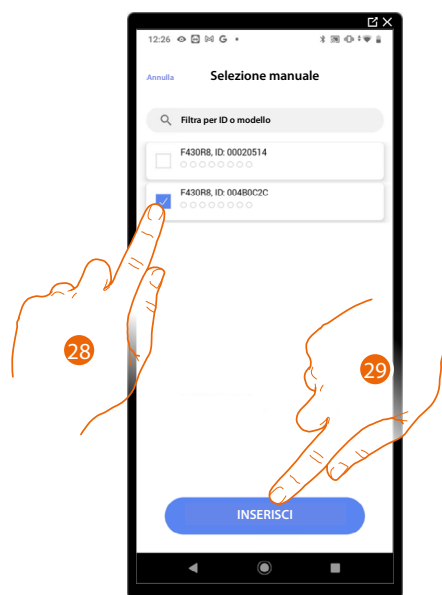 12:26
Annulla
Selezione manuale
Filtra per ID o modello
F430R8, ID: 00020514
F430R8, ID: 004B0C2C
28
29
INSERISCI